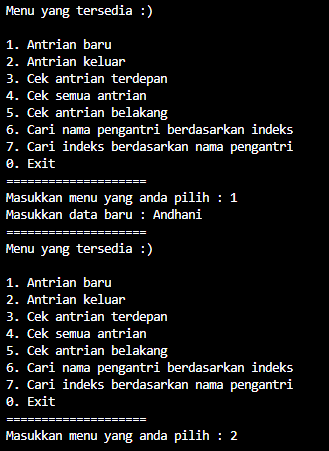 Menu yang tersedia :)
1. Antrian baru
2. Antrian keluar
3. Cek antrian terdepan
4. Cek semua antrian
5. Cek antrian belakang
6. Cari nama pengantri berdasarkan indeks
7. Cari indeks berdasarkan nama pengantri
0. Exit
====================
Masukkan menu yang anda pilih : 1
Masukkan data baru : Andhani
====================
Menu yang tersedia :)
1. Antrian baru
2. Antrian keluar
3. Cek antrian terdepan
4. Cek semua antrian
5. Cek antrian belakang
6. Cari nama pengantri berdasarkan indeks
7. Cari indeks berdasarkan nama pengantri
0. Exit
====================
Masukkan menu yang anda pilih : 2